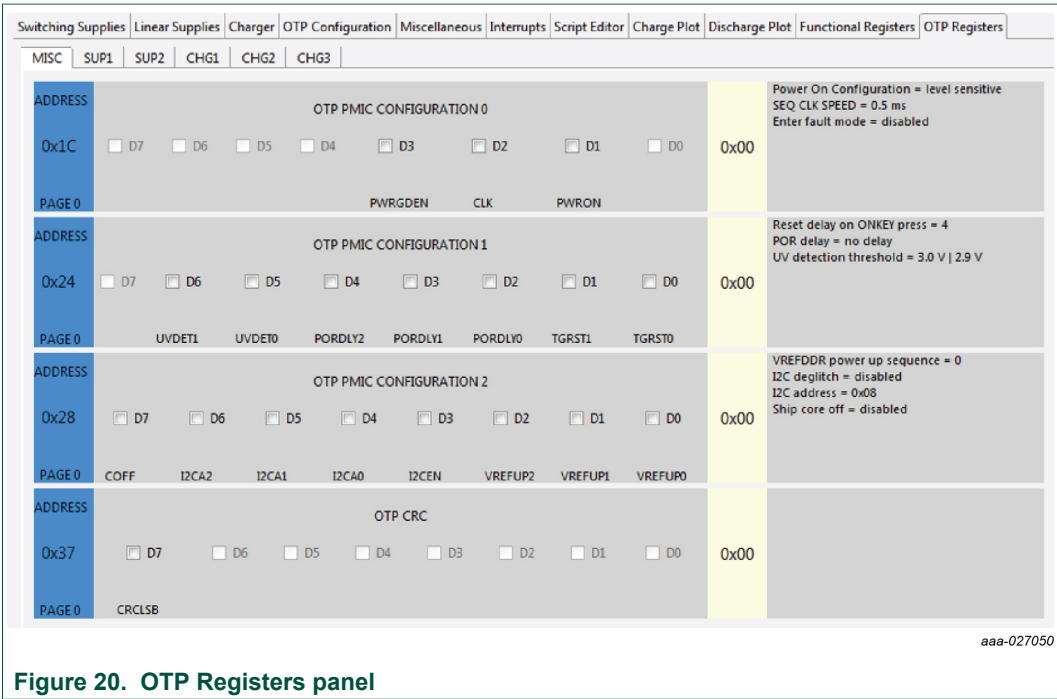 Switching Supplies Linear Supplies Charger OTP Configuration Miscellaneous Interrupts Script Editor Charge Plot Discharge Plot Functional Registers OTP Registers
MISC SUP1 SUP2 CHG1 CHG2 CHG3
ADDRESS
OTP PMIC CONFIGURATION 0
0x1C D7 D6 D5 D4 D3 D2 D1 D0 0x00
PAGE 0 PWRGDEN CLK PWRON
Power On Configuration = level sensitive
SEQ CLK SPEED = 0.5 ms
Enter fault mode = disabled
ADDRESS
OTP PMIC CONFIGURATION 1
0x24 D7 D6 D5 D4 D3 D2 D1 D0 0x00
PAGE 0 UVDET1 UVDET0 PORDLY2 PORDLY1 PORDLY0 TGRST1 TGRST0
Reset delay on ONKEY press = 4
POR delay = no delay
UV detection threshold = 3.0 V | 2.9 V
ADDRESS
OTP PMIC CONFIGURATION 2
0x28 D7 D6 D5 D4 D3 D2 D1 D0 0x00
PAGE 0 COFF I2CA2 I2CA1 I2CA0 I2CEN VREFUP2 VREFUP1 VREFUP0
VREFDDR power up sequence = 0
I2C deglitch = disabled
I2C address = 0x08
Ship core off = disabled
ADDRESS
OTP CRC
0x37 D7 D6 D5 D4 D3 D2 D1 D0 0x00
PAGE 0 CRCLSB
aaa-027050
Figure 20. OTP Registers panel